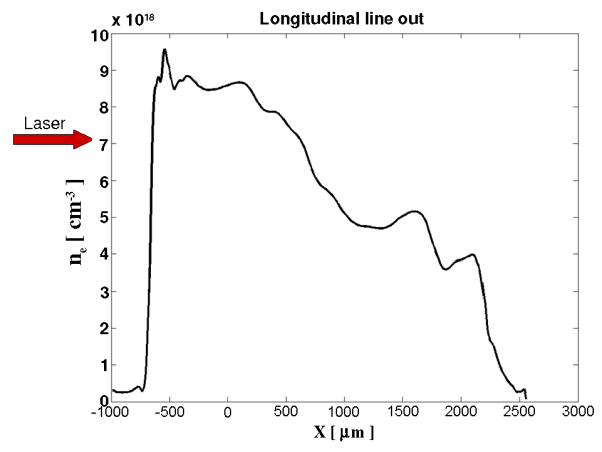 x 10¹⁸
Longitudinal line out
Laser
nₑ [ cm⁻³ ]
10
9
8
7
6
5
4
3
2
1
0
-1000 -500 0 500 1000 1500 2000 2500 3000
X [ μm ]